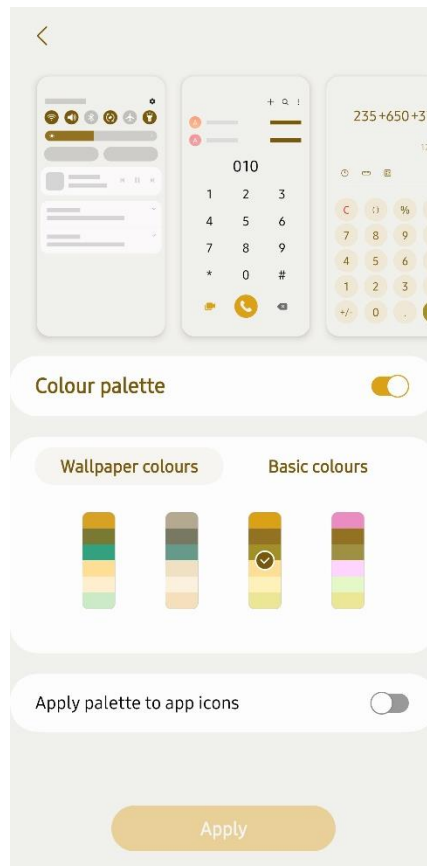 010
1 2 3
4 5 6
7 8 9
* 0 #
235+650+3
C () %
7 8 9
4 5 6
1 2 3
+/- 0 .
Colour palette
Wallpaper colours Basic colours
Apply palette to app icons
Apply